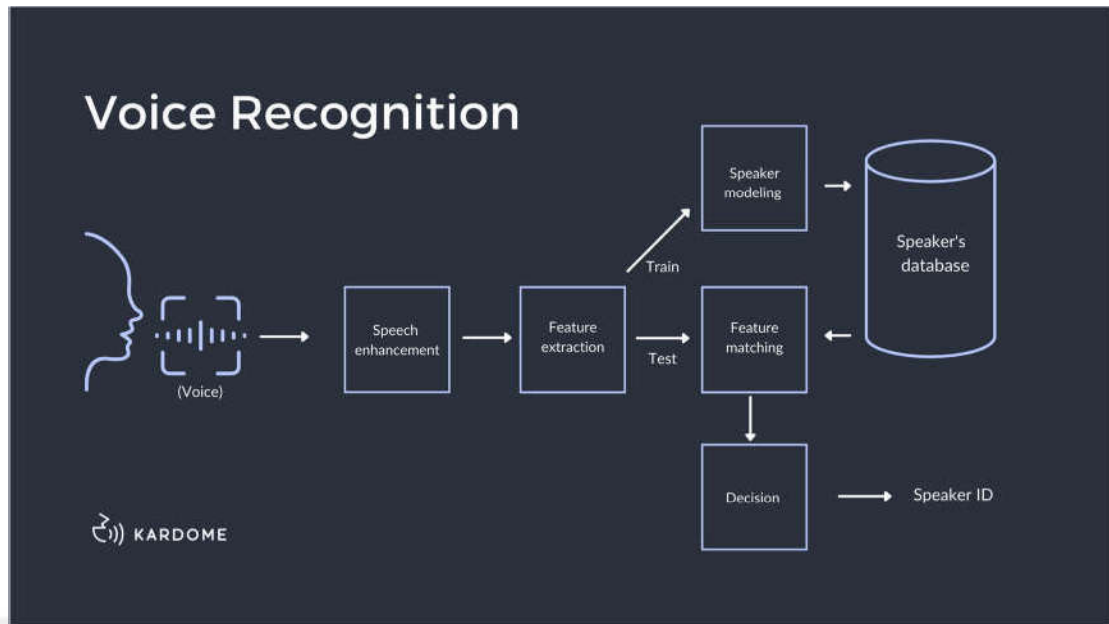 Voice Recognition
Speaker
modeling
Speaker's
database
Train
Speech
enhancement
Feature
extraction
Test
Feature
matching
(Voice)
Decision
Speaker ID
KARDOME